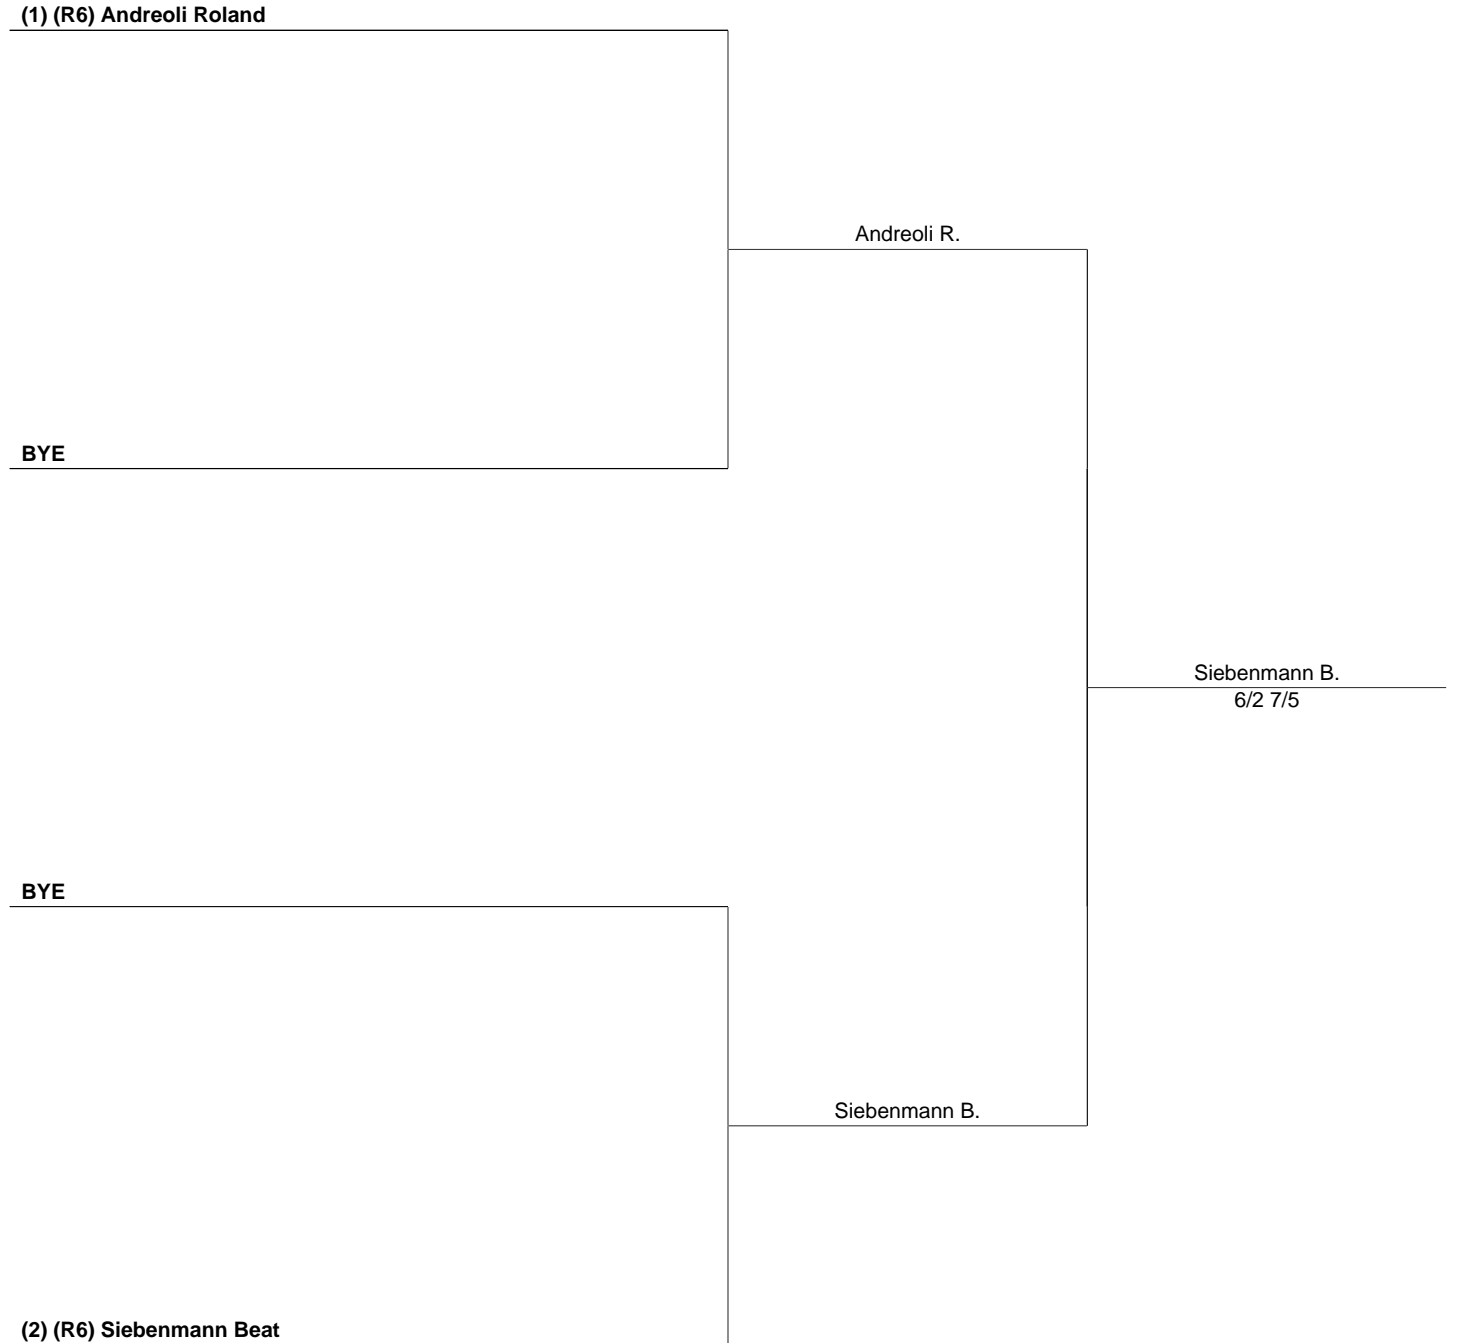 (1) (R6) Andreoli Roland
Andreoli R.
BYE
Siebenmann B.
6/2 7/5
BYE
Siebenmann B.
(2) (R6) Siebenmann Beat